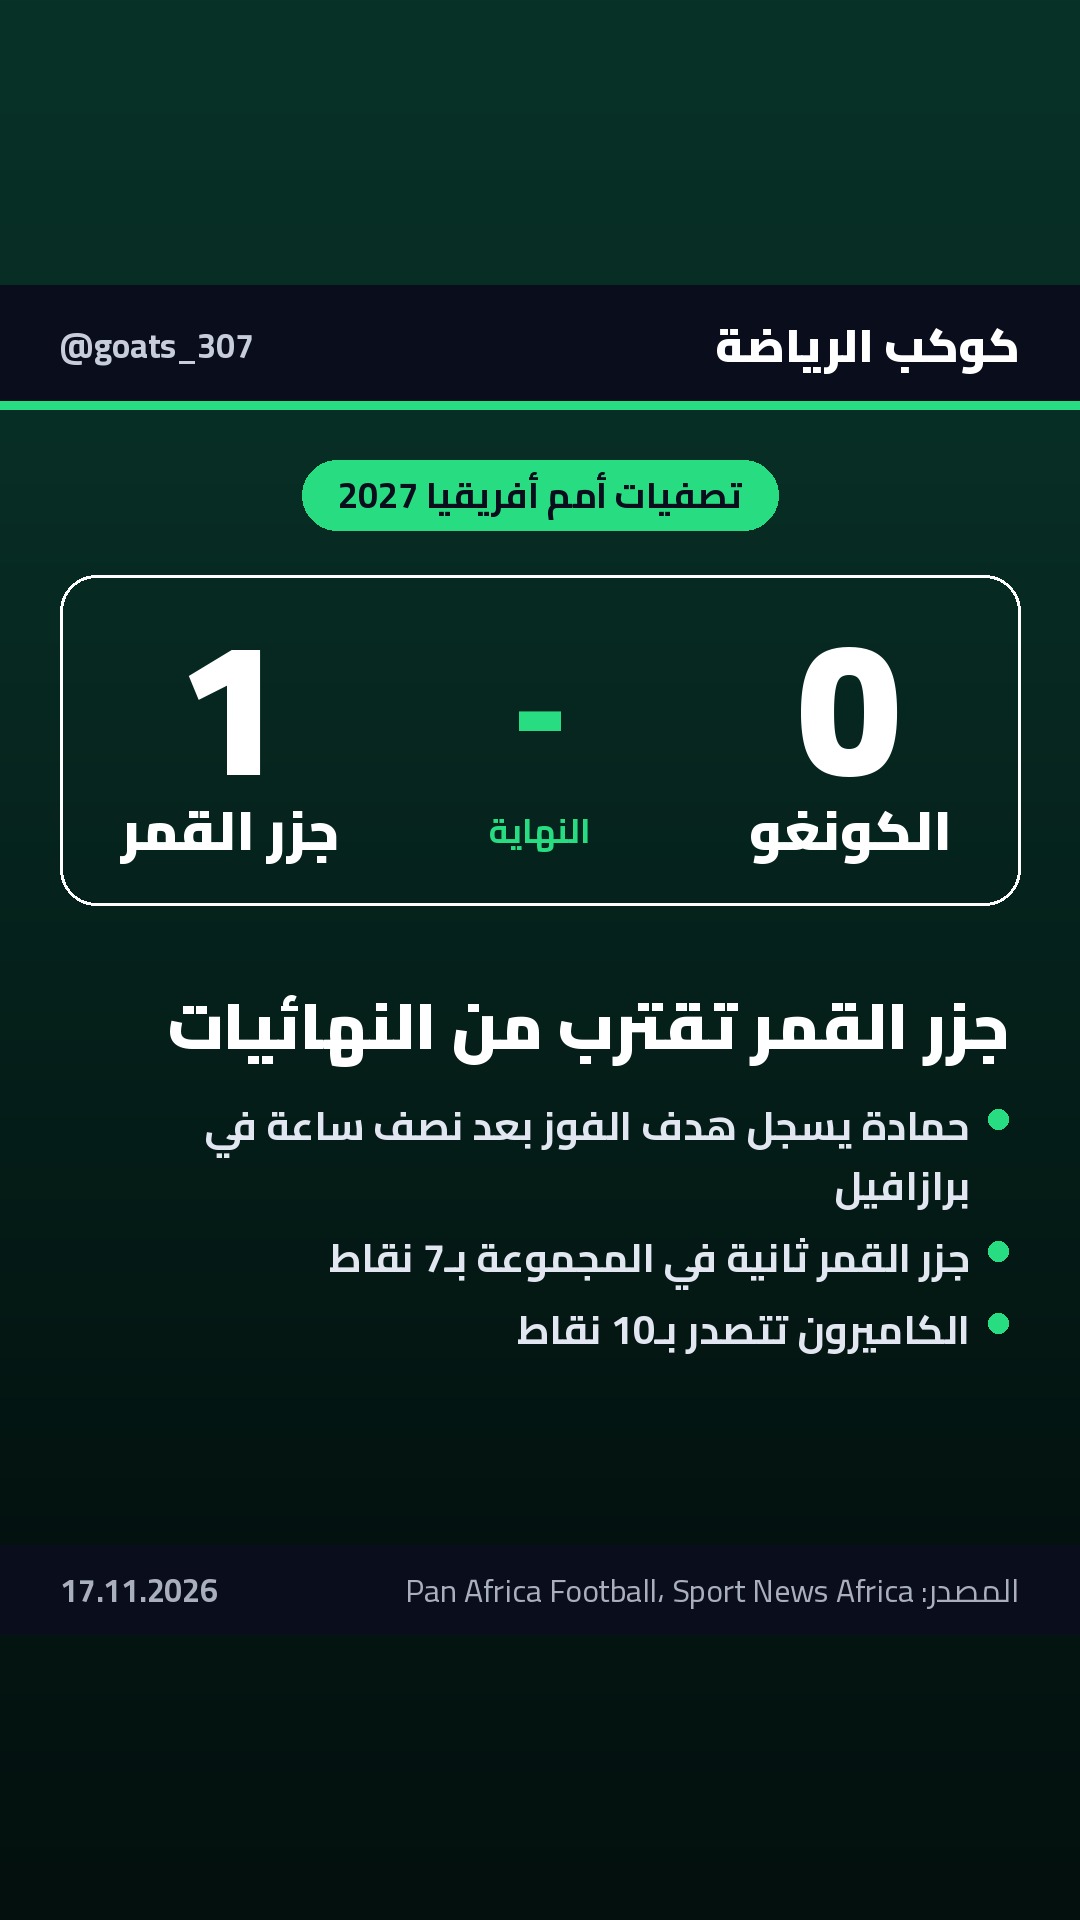 كوكب الرياضة
@goats_307
تصفيات أمم أفريقيا 2027
0 - 1
الكونغو النهاية جزر القمر
جزر القمر تقترب من النهائيات
حمادة يسجل هدف الفوز بعد نصف ساعة في
برازافيل
جزر القمر ثانية في المجموعة بـ7 نقاط
الكاميرون تتصدر بـ10 نقاط
المصدر: Pan Africa Football، Sport News Africa
17.11.2026